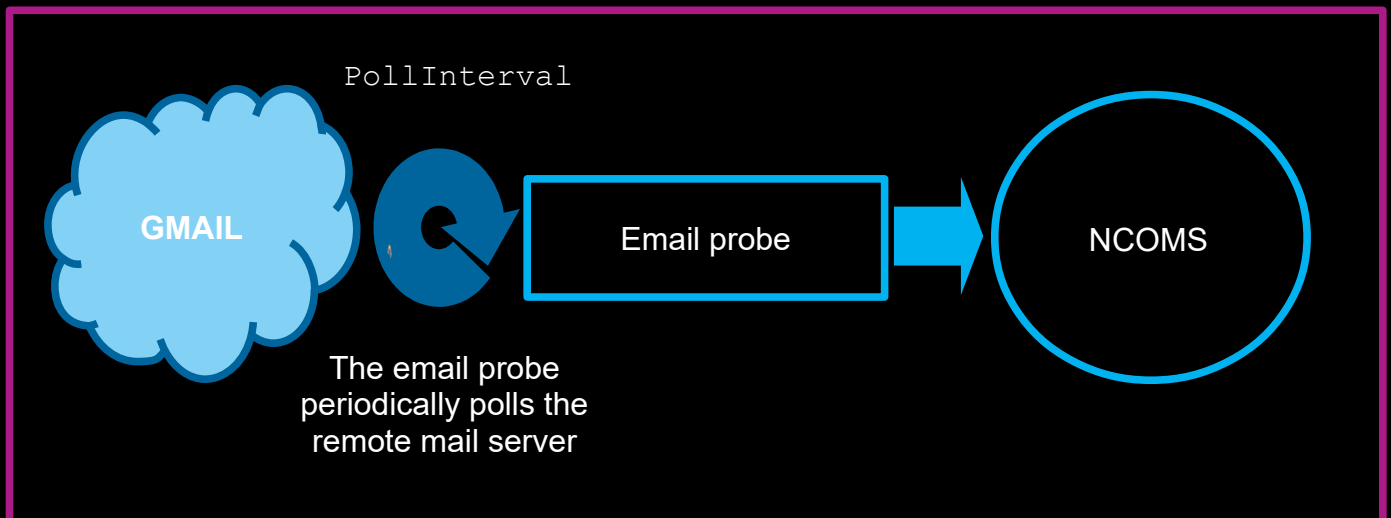 PollInterval
GMAIL
Email probe
NCOMS
The email probe
periodically polls the
remote mail server